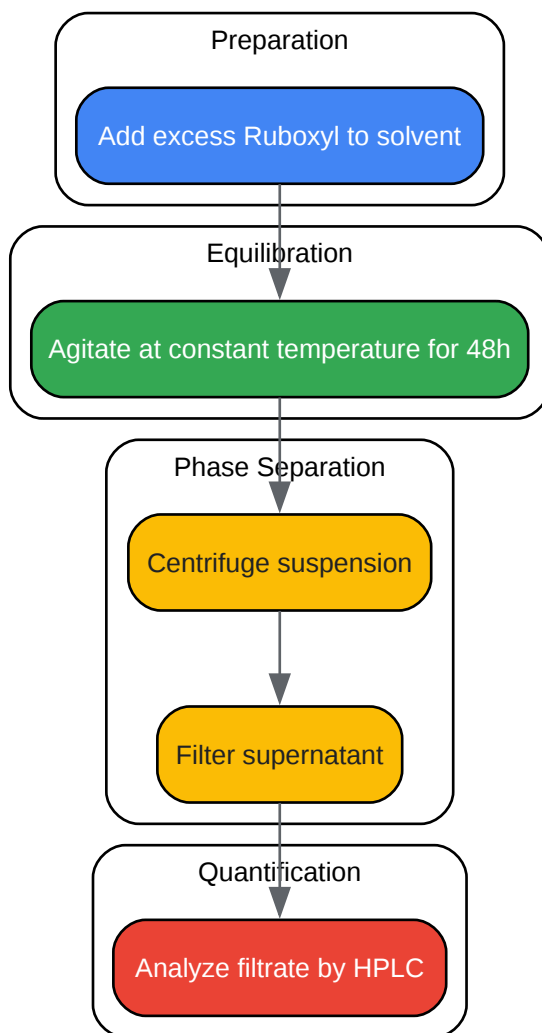 Preparation
Add excess Ruboxyl to solvent
Equilibration
Agitate at constant temperature for 48h
Phase Separation
Centrifuge suspension
Filter supernatant
Quantification
Analyze filtrate by HPLC